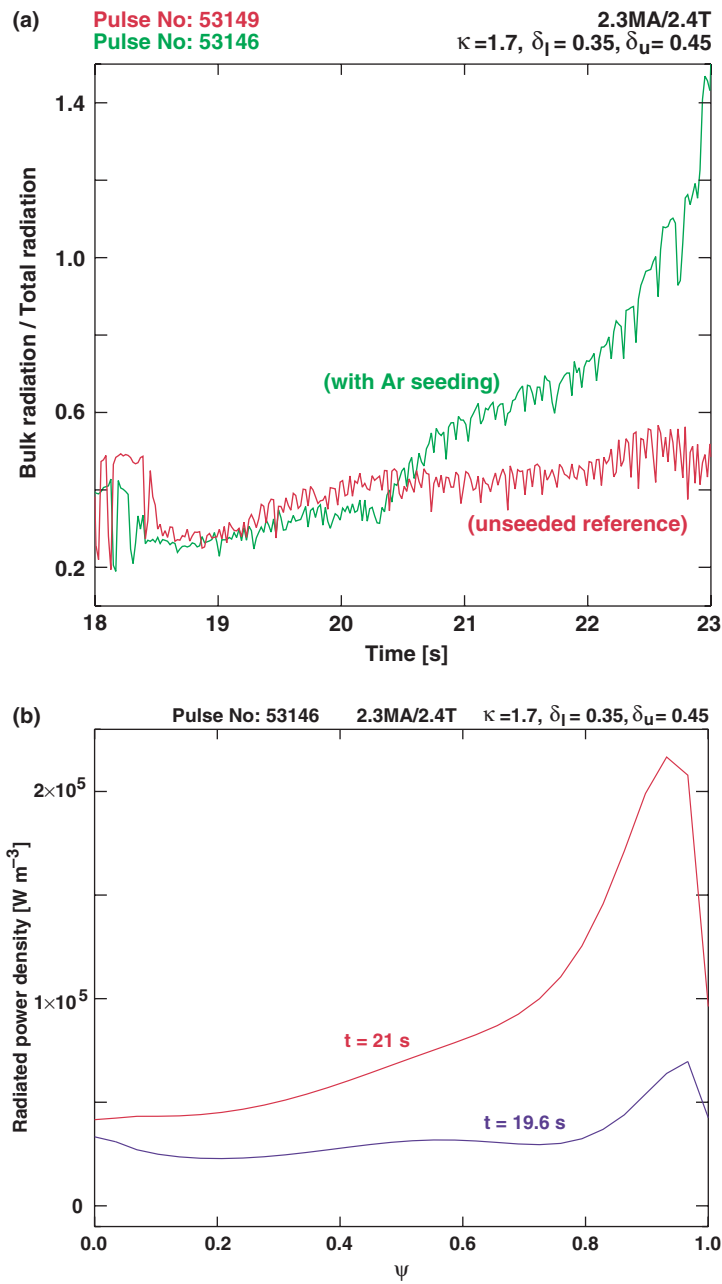 (a)
Pulse No: 53149
2.3MA/2.4T
Pulse No: 53146
κ =1.7, δl = 0.35, δu= 0.45
Bulk radiation / Total radiation
1.4
1.0
0.6
0.2
(with Ar seeding)
(unseeded reference)
18
19
20
21
22
23
Time [s]
(b)
Pulse No: 53146
2.3MA/2.4T
κ =1.7, δl = 0.35, δu= 0.45
Radiated power density [W m⁻³]
2×10⁵
1×10⁵
0
t = 21 s
t = 19.6 s
0.0
0.2
0.4
0.6
0.8
1.0
ψ